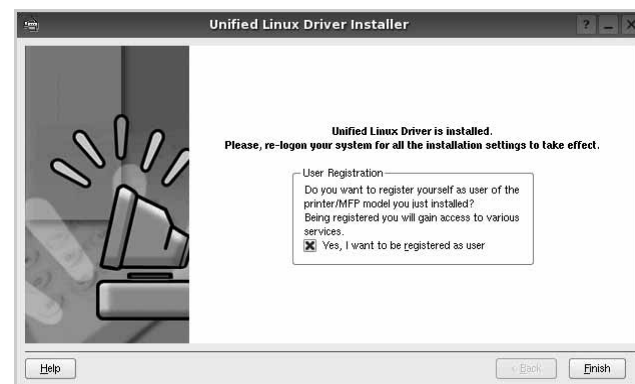 Unified Linux Driver Installer
Unified Linux Driver is installed.
Please, re-logon your system for all the installation settings to take effect.
User Registration
Do you want to register yourself as user of the
printer/MFP model you just installed?
Being registered you will gain access to various
services.
Yes, I want to be registered as user
Help
< Back
Finish